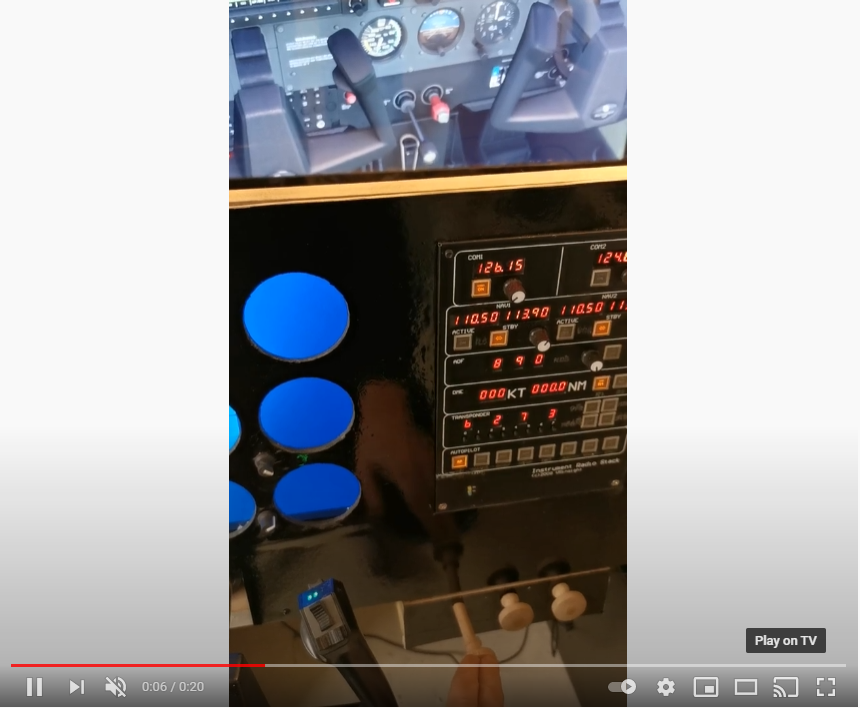 COM1
COM2
126.15
NAV1
NAV2
110.50 113.90 110.50
ACTIVE
STBY
ACTIVE
STBY
ADF
8 9 0
DME
000 KT 000.0 NM
TRANSPONDER
6 2 7 3
AUTOPILOT
Instrument Radio Stack
Play on TV
0:06 / 0:20